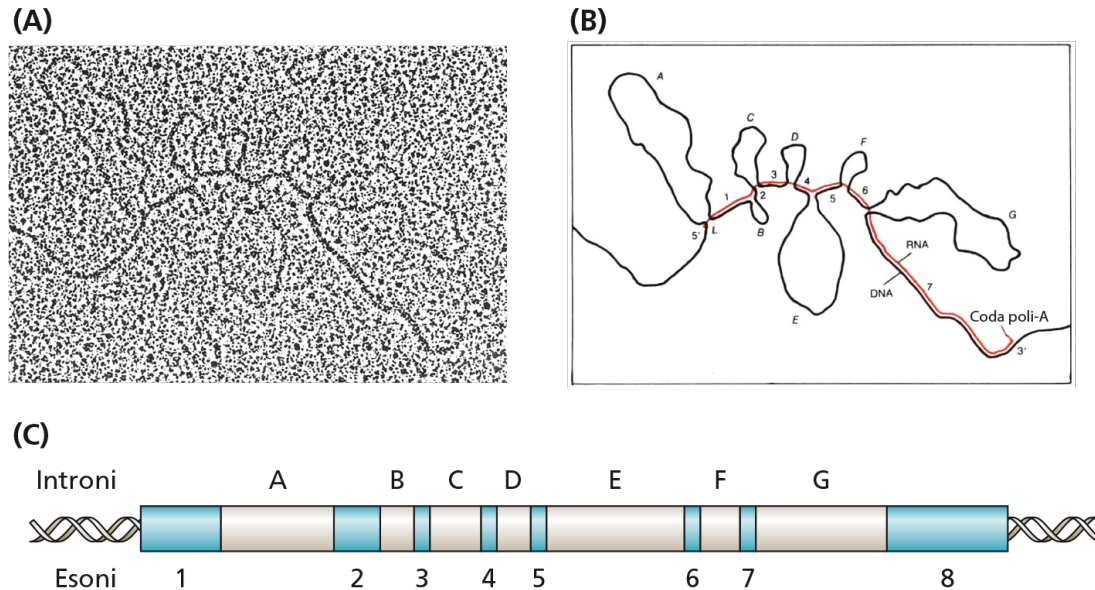 (A)
(B)
A
C
D
F
3
4
1
2
5
6
G
5'
L
B
RNA
DNA
7
E
Coda poli-A
3'
(C)
Introni A B C D E F G
Esoni 1 2 3 4 5 6 7 8